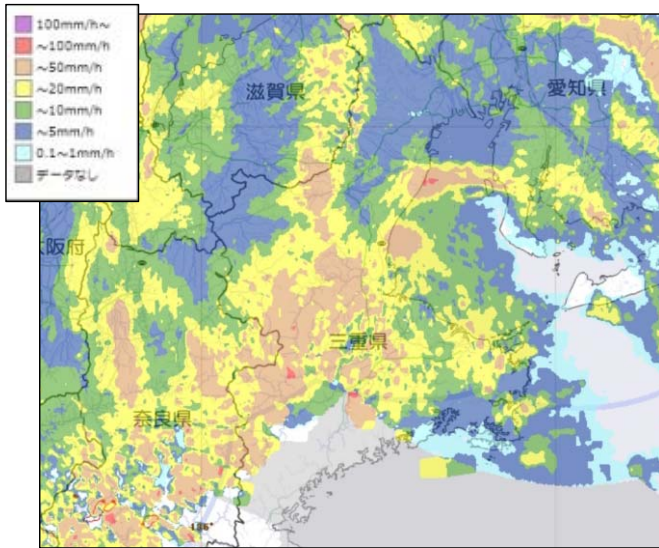 100mm/h～
～100mm/h
～50mm/h
～20mm/h
～10mm/h
～5mm/h
0.1～1mm/h
データなし
滋賀県
愛知県
大阪府
三重県
奈良県
136°